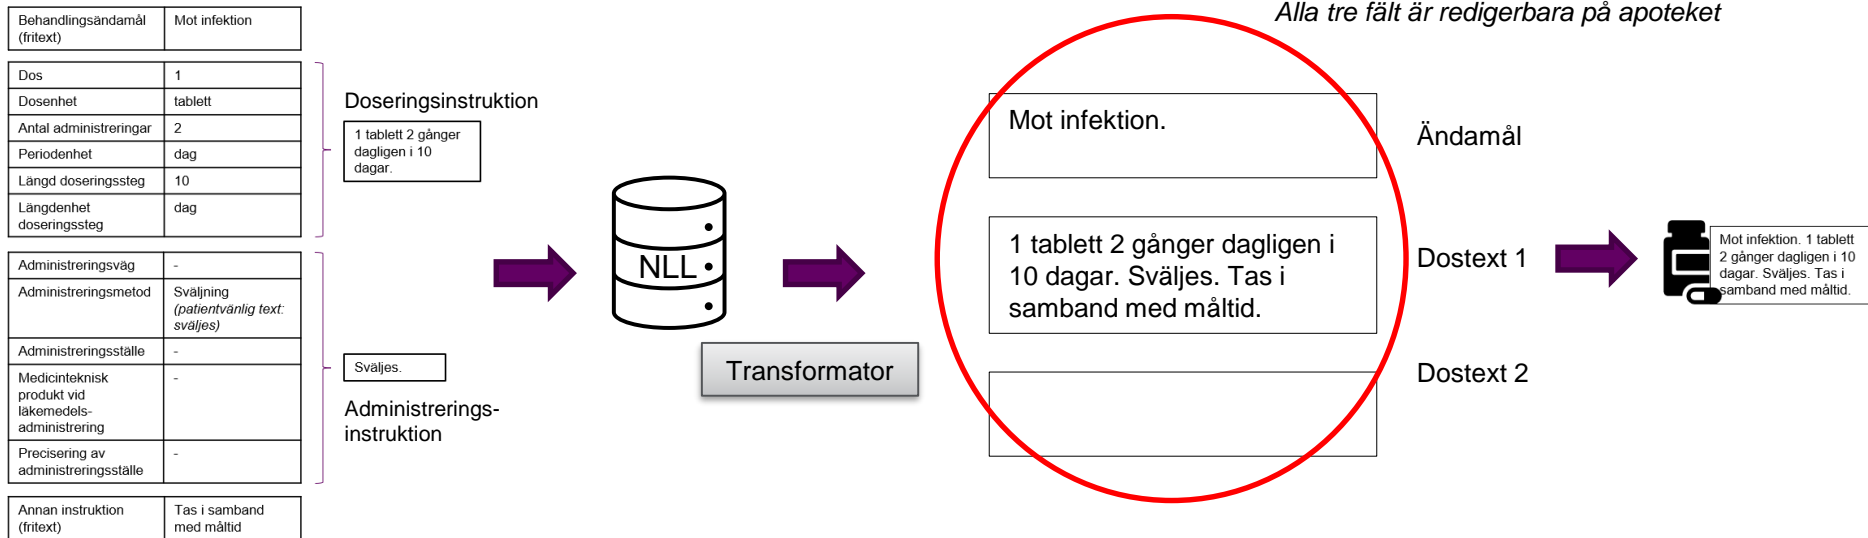 Alla tre fält är redigerbara på apoteket
Behandlingsändamål
(fritext)
Mot infektion
Dos
1
Dosenhet
tablett
Antal administreringar
2
Periodenhet
dag
Längd doseringssteg
10
Längdenhet
doseringssteg
dag
Doseringsinstruktion
1 tablett 2 gånger
dagligen i 10
dagar.
Administreringsväg
-
Administreringsmetod
Sväljning
(patientvänlig text:
sväljes)
Administreringsställe
-
Medicinteknisk
produkt vid
läkemedels-
administrering
-
Precisering av
administreringsställe
-
Sväljes.
Administrerings-
instruktion
Annan instruktion
(fritext)
Tas i samband
med måltid
NLL
Transformator
Mot infektion.
Ändamål
1 tablett 2 gånger dagligen i
10 dagar. Sväljes. Tas i
samband med måltid.
Dostext 1
Dostext 2
Mot infektion. 1 tablett
2 gånger dagligen i 10
dagar. Sväljes. Tas i
samband med måltid.